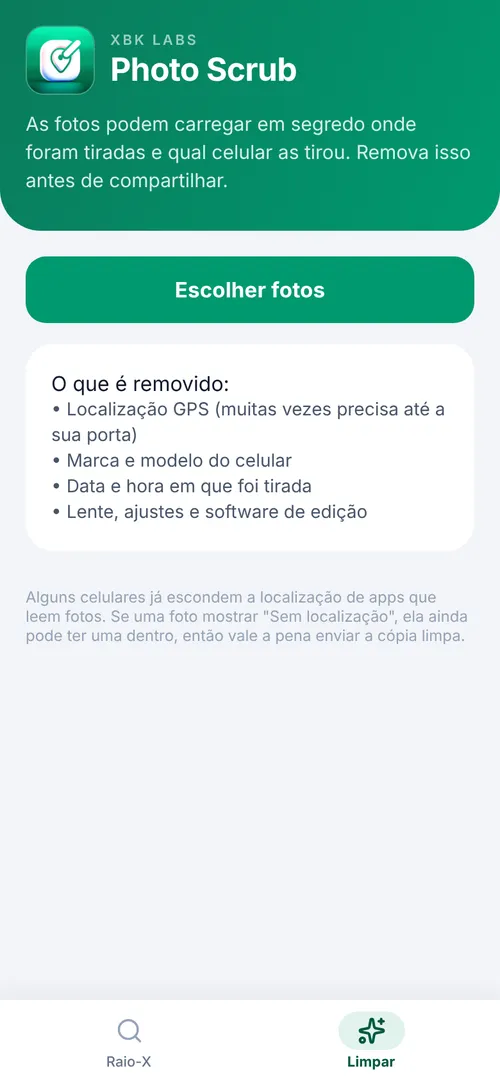 XBK LABS
Photo Scrub
As fotos podem carregar em segredo onde
foram tiradas e qual celular as tirou. Remova isso
antes de compartilhar.
Escolher fotos
O que é removido:
• Localização GPS (muitas vezes precisa até a
sua porta)
• Marca e modelo do celular
• Data e hora em que foi tirada
• Lente, ajustes e software de edição
Alguns celulares já escondem a localização de apps que
leem fotos. Se uma foto mostrar "Sem localização", ela ainda
pode ter uma dentro, então vale a pena enviar a cópia limpa.
Raio-X
Limpar